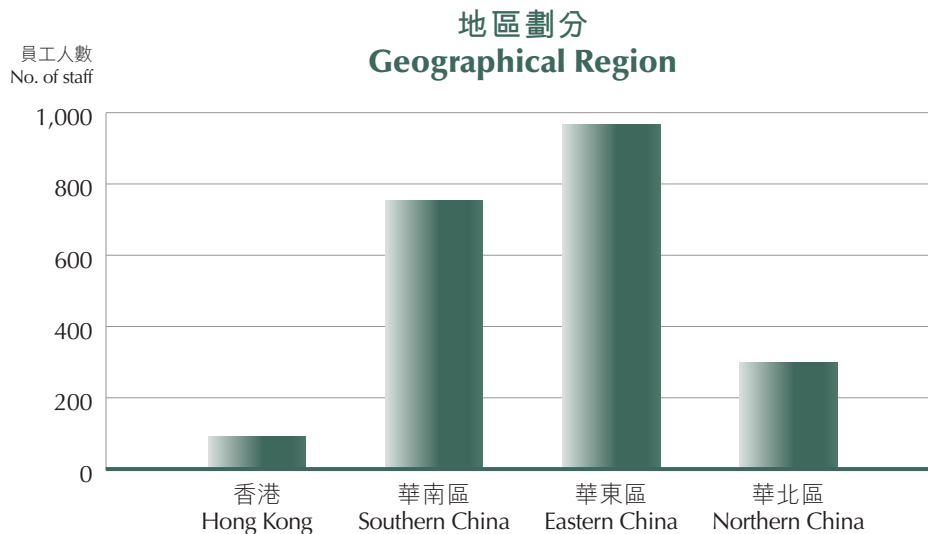 地區劃分
Geographical Region
員工人數
No. of staff
1,000
800
600
400
200
0
香港
Hong Kong
華南區
Southern China
華東區
Eastern China
華北區
Northern China